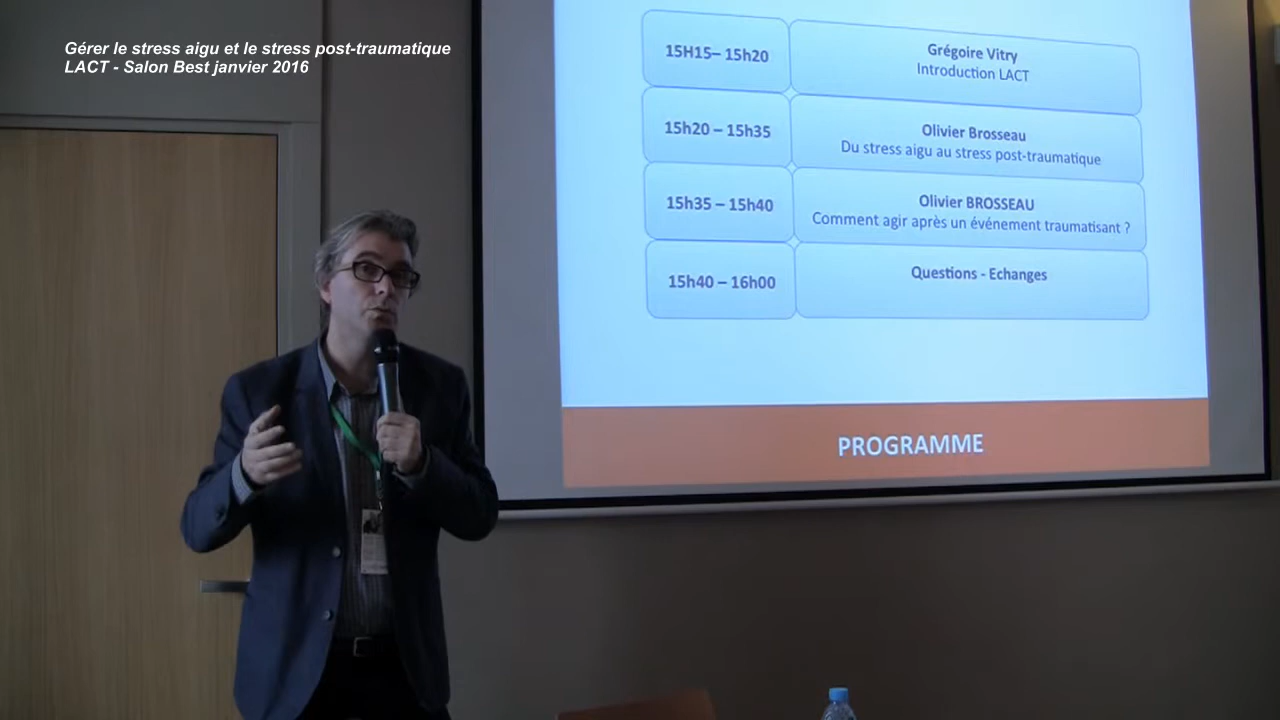 Gérer le stress aigu et le stress post-traumatique
LACT - Salon Best janvier 2016
15H15– 15h20
Grégoire Vitry
Introduction LACT
15h20 – 15h35
Olivier Brosseau
Du stress aigu au stress post-traumatique
15h35 – 15h40
Olivier BROSSEAU
Comment agir après un événement traumatisant ?
15h40 – 16h00
Questions - Echanges
PROGRAMME